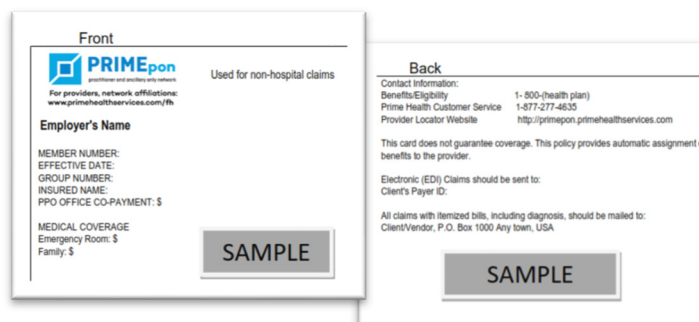 Front
PRIMEpon
practitioner and ancillary only network
For providers, network affiliations:
www.primehealthservices.com/fh
Used for non-hospital claims
Employer's Name
MEMBER NUMBER:
EFFECTIVE DATE:
GROUP NUMBER:
INSURED NAME:
PPO OFFICE CO-PAYMENT: $
MEDICAL COVERAGE
Emergency Room: $
Family: $
SAMPLE
Back
Contact Information:
Benefits/Eligibility 1- 800-(health plan)
Prime Health Customer Service 1-877-277-4635
Provider Locator Website http://primepon.primehealthservices.com
This card does not guarantee coverage. This policy provides automatic assignment
benefits to the provider.
Electronic (EDI) Claims should be sent to:
Client's Payer ID:
All claims with itemized bills, including diagnosis, should be mailed to:
Client/Vendor, P.O. Box 1000 Any town, USA
SAMPLE